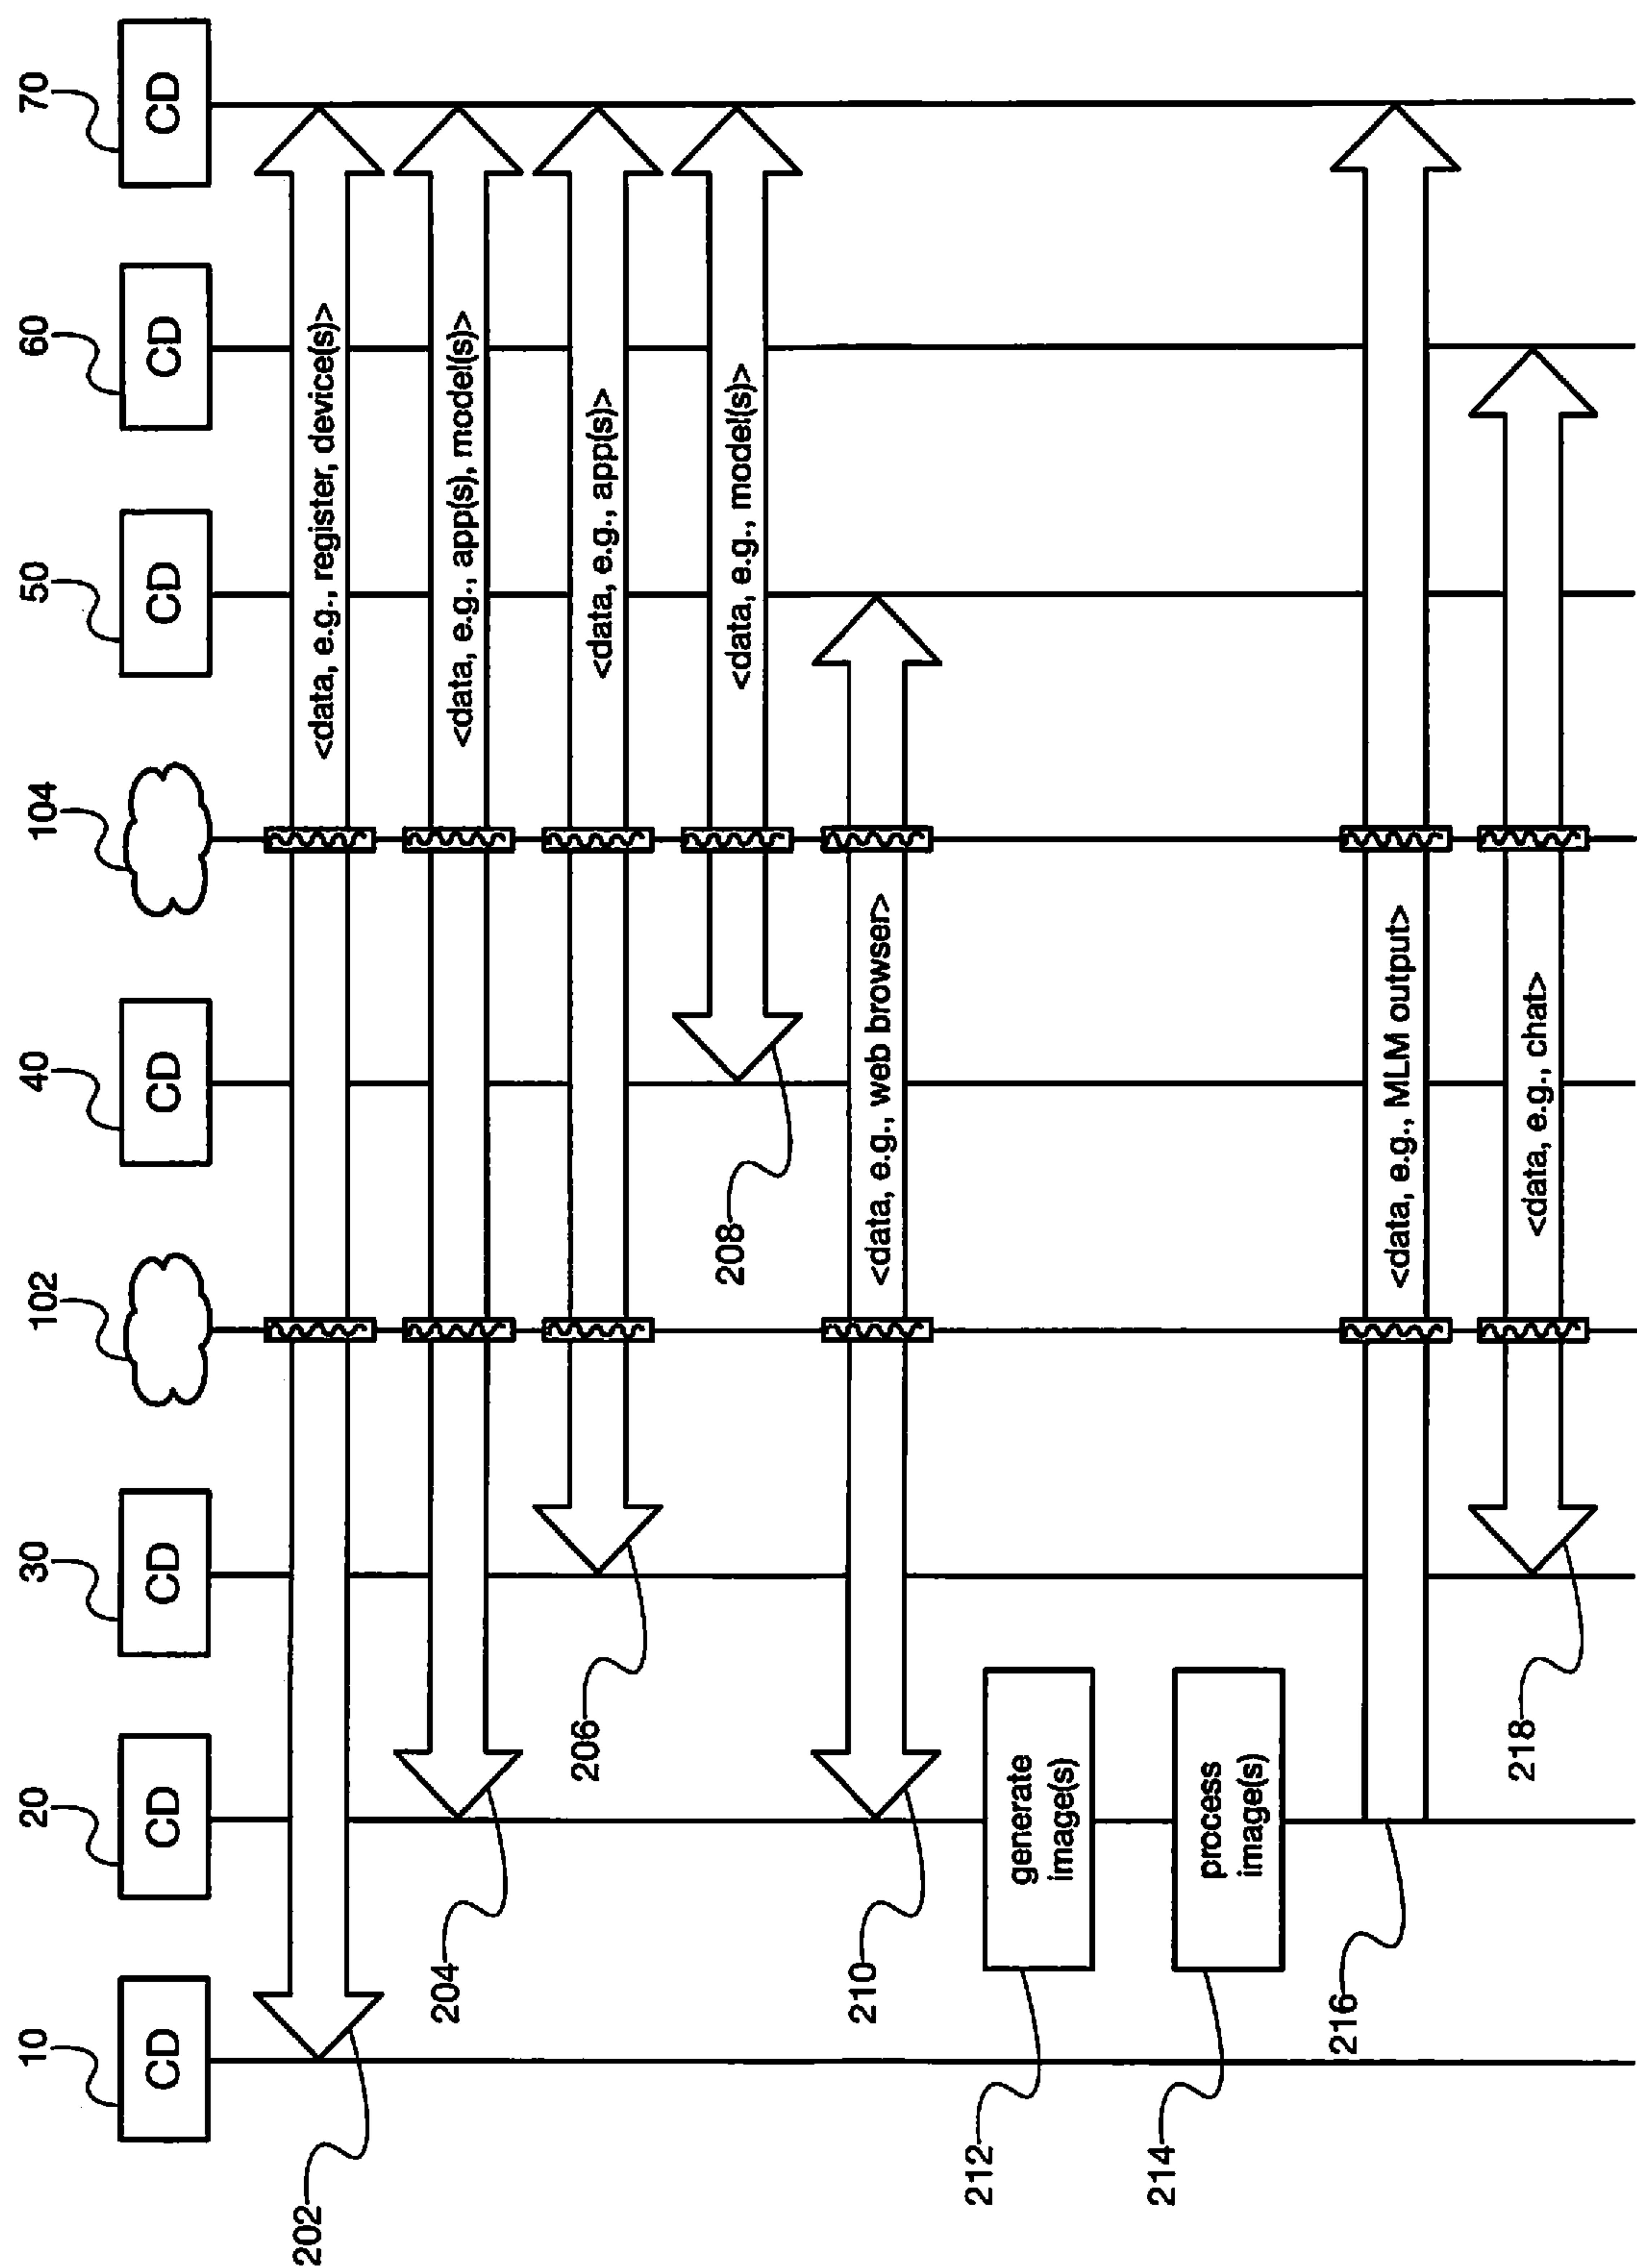 10
20
30
102
40
104
50
60
70
CD
CD
CD
CD
CD
CD
CD
202
<data, e.g., register, device(s)>
204
<data, e.g., app(s), model(s)>
206
<data, e.g., app(s)>
208
<data, e.g., model(s)>
210
<data, e.g., web browser>
212
generate
image(s)
214
process
image(s)
216
<data, e.g., MLM output>
218
<data, e.g., chat>